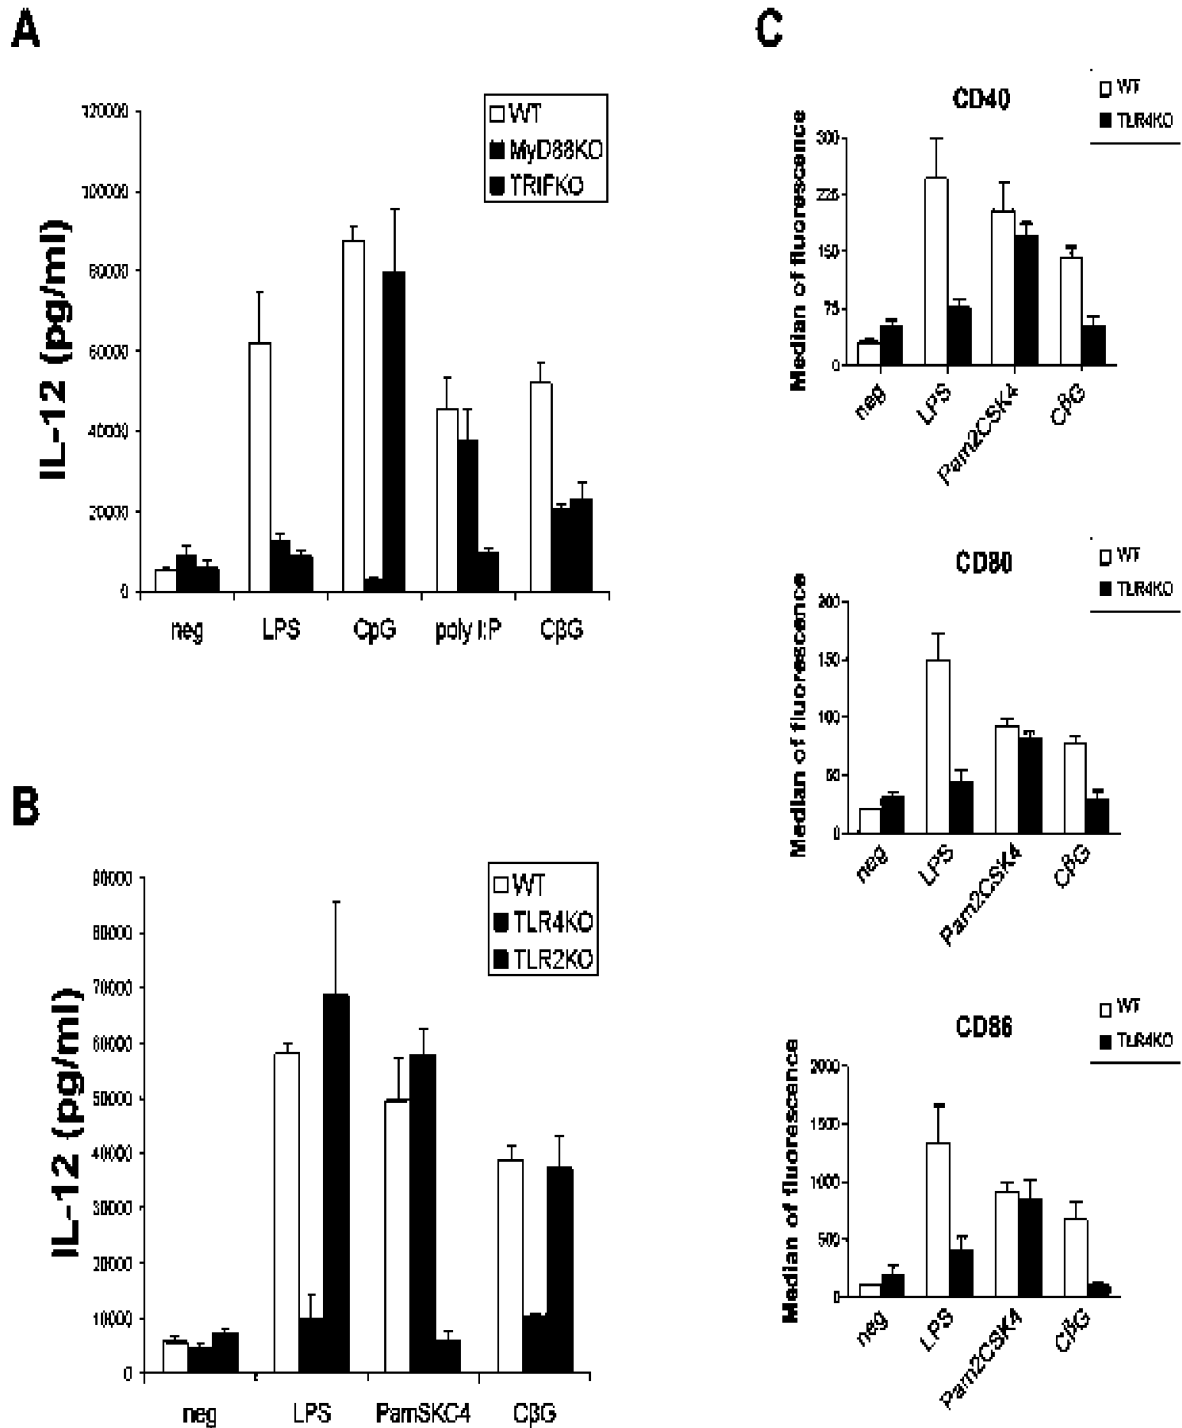 A
120000
100000
80000
60000
40000
20000
0
IL-12 (pg/ml)
WT
MyD88KO
TRIFKO
neg LPS CpG poly I:P CβG
B
90000
80000
70000
60000
50000
40000
30000
20000
10000
0
IL-12 (pg/ml)
WT
TLR4KO
TLR2KO
neg LPS PamSKC4 CβG
C
CD40
WT
TLR4KO
Median of fluorescence
300
225
150
75
0
neg LPS Pam2CSK4 CβG
CD80
WT
TLR4KO
Median of fluorescence
200
150
100
50
0
neg LPS Pam2CSK4 CβG
CD86
WT
TLR4KO
Median of fluorescence
2000
1500
1000
500
0
neg LPS Pam2CSK4 CβG